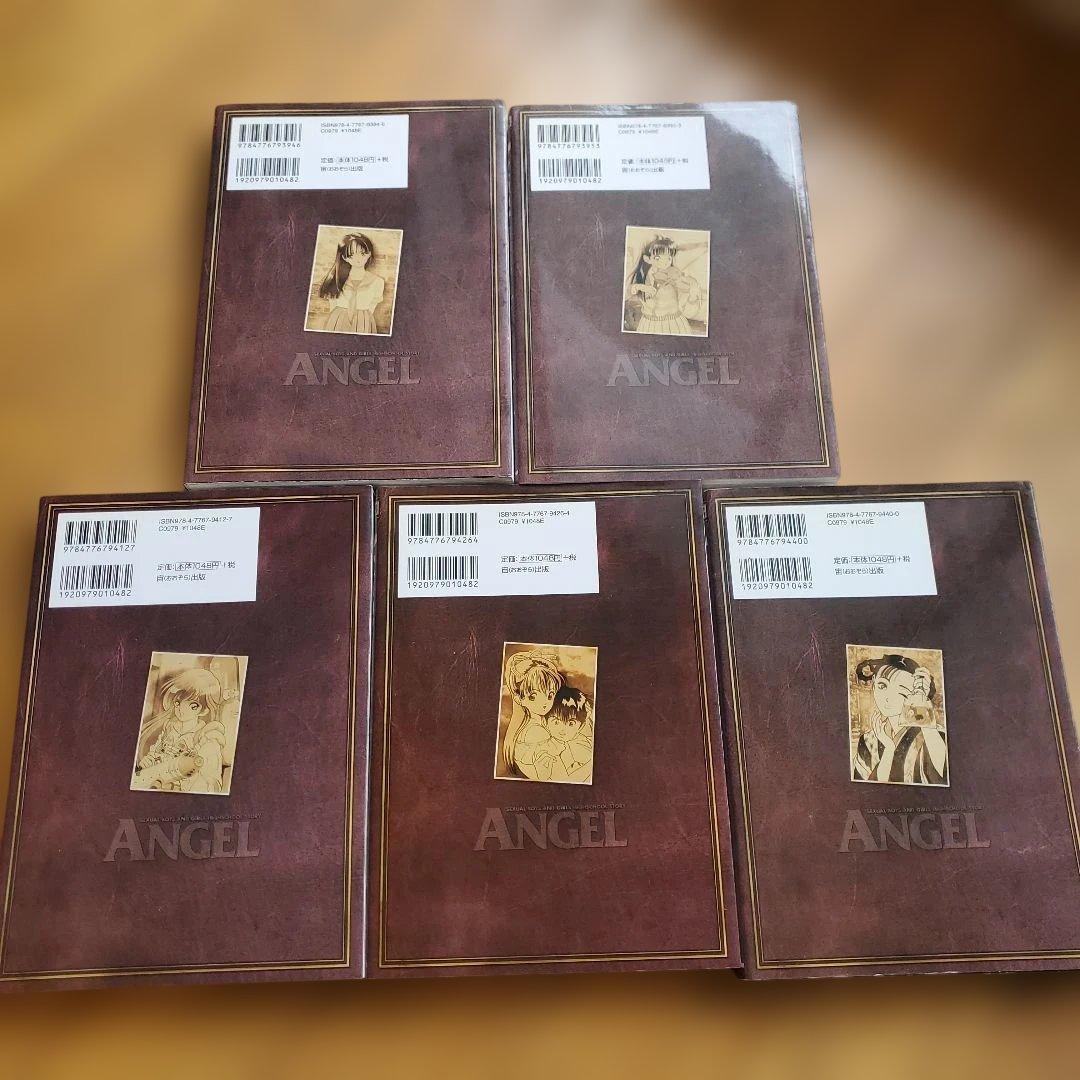 ISBN978-4-7767-9394-6
C0979 ¥1048E
9784776793946
定価:本体1048円+税
宙(おおぞら)出版
1920979010482
SEXUAL BOYS AND GIRLS HIGHSCHOOL STORY
ANGEL
ISBN978-4-7767-9395-3
C0979 ¥1048E
9784776793953
定価:本体1048円+税
宙(おおぞら)出版
1920979010482
SEXUAL BOYS AND GIRLS HIGHSCHOOL STORY
ANGEL
ISBN978-4-7767-9412-7
C0979 ¥1048E
9784776794127
定価:本体1048円+税
宙(おおぞら)出版
1920979010482
SEXUAL BOYS AND GIRLS HIGHSCHOOL STORY
ANGEL
ISBN978-4-7767-9426-4
C0979 ¥1048E
9784776794264
定価:本体1048円+税
宙(おおぞら)出版
1920979010482
SEXUAL BOYS AND GIRLS HIGHSCHOOL STORY
ANGEL
ISBN978-4-7767-9440-0
C0979 ¥1048E
9784776794400
定価:本体1048円+税
宙(おおぞら)出版
1920979010482
SEXUAL BOYS AND GIRLS HIGHSCHOOL STORY
ANGEL